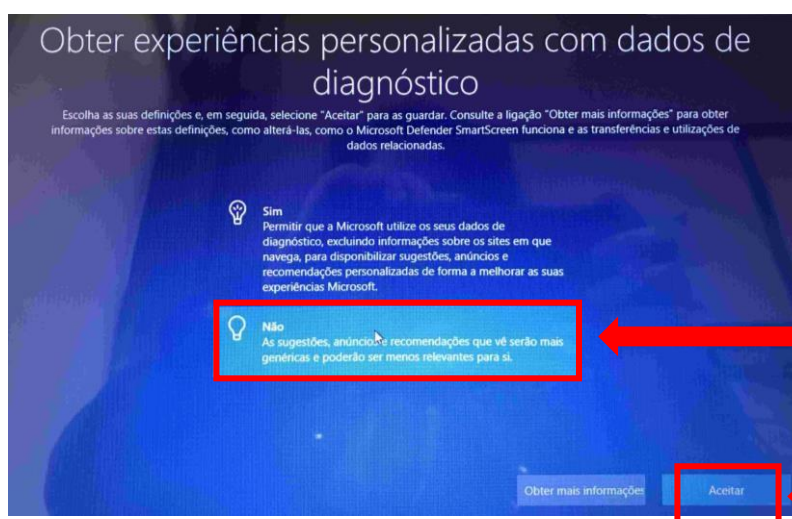 Obter experiências personalizadas com dados de
diagnóstico
Escolha as suas definições e, em seguida, selecione "Aceitar" para as guardar. Consulte a ligação "Obter mais informações" para obter
informações sobre estas definições, como alterá-las, como o Microsoft Defender SmartScreen funciona e as transferências e utilizações de
dados relacionadas.
Sim
Permitir que a Microsoft utilize os seus dados de
diagnóstico, excluindo informações sobre os sites em que
navega, para disponibilizar sugestões, anúncios e
recomendações personalizadas de forma a melhorar as suas
experiências Microsoft.
Não
As sugestões, anúncios e recomendações que vê serão mais
genéricas e poderão ser menos relevantes para si.
Obter mais informações
Aceitar